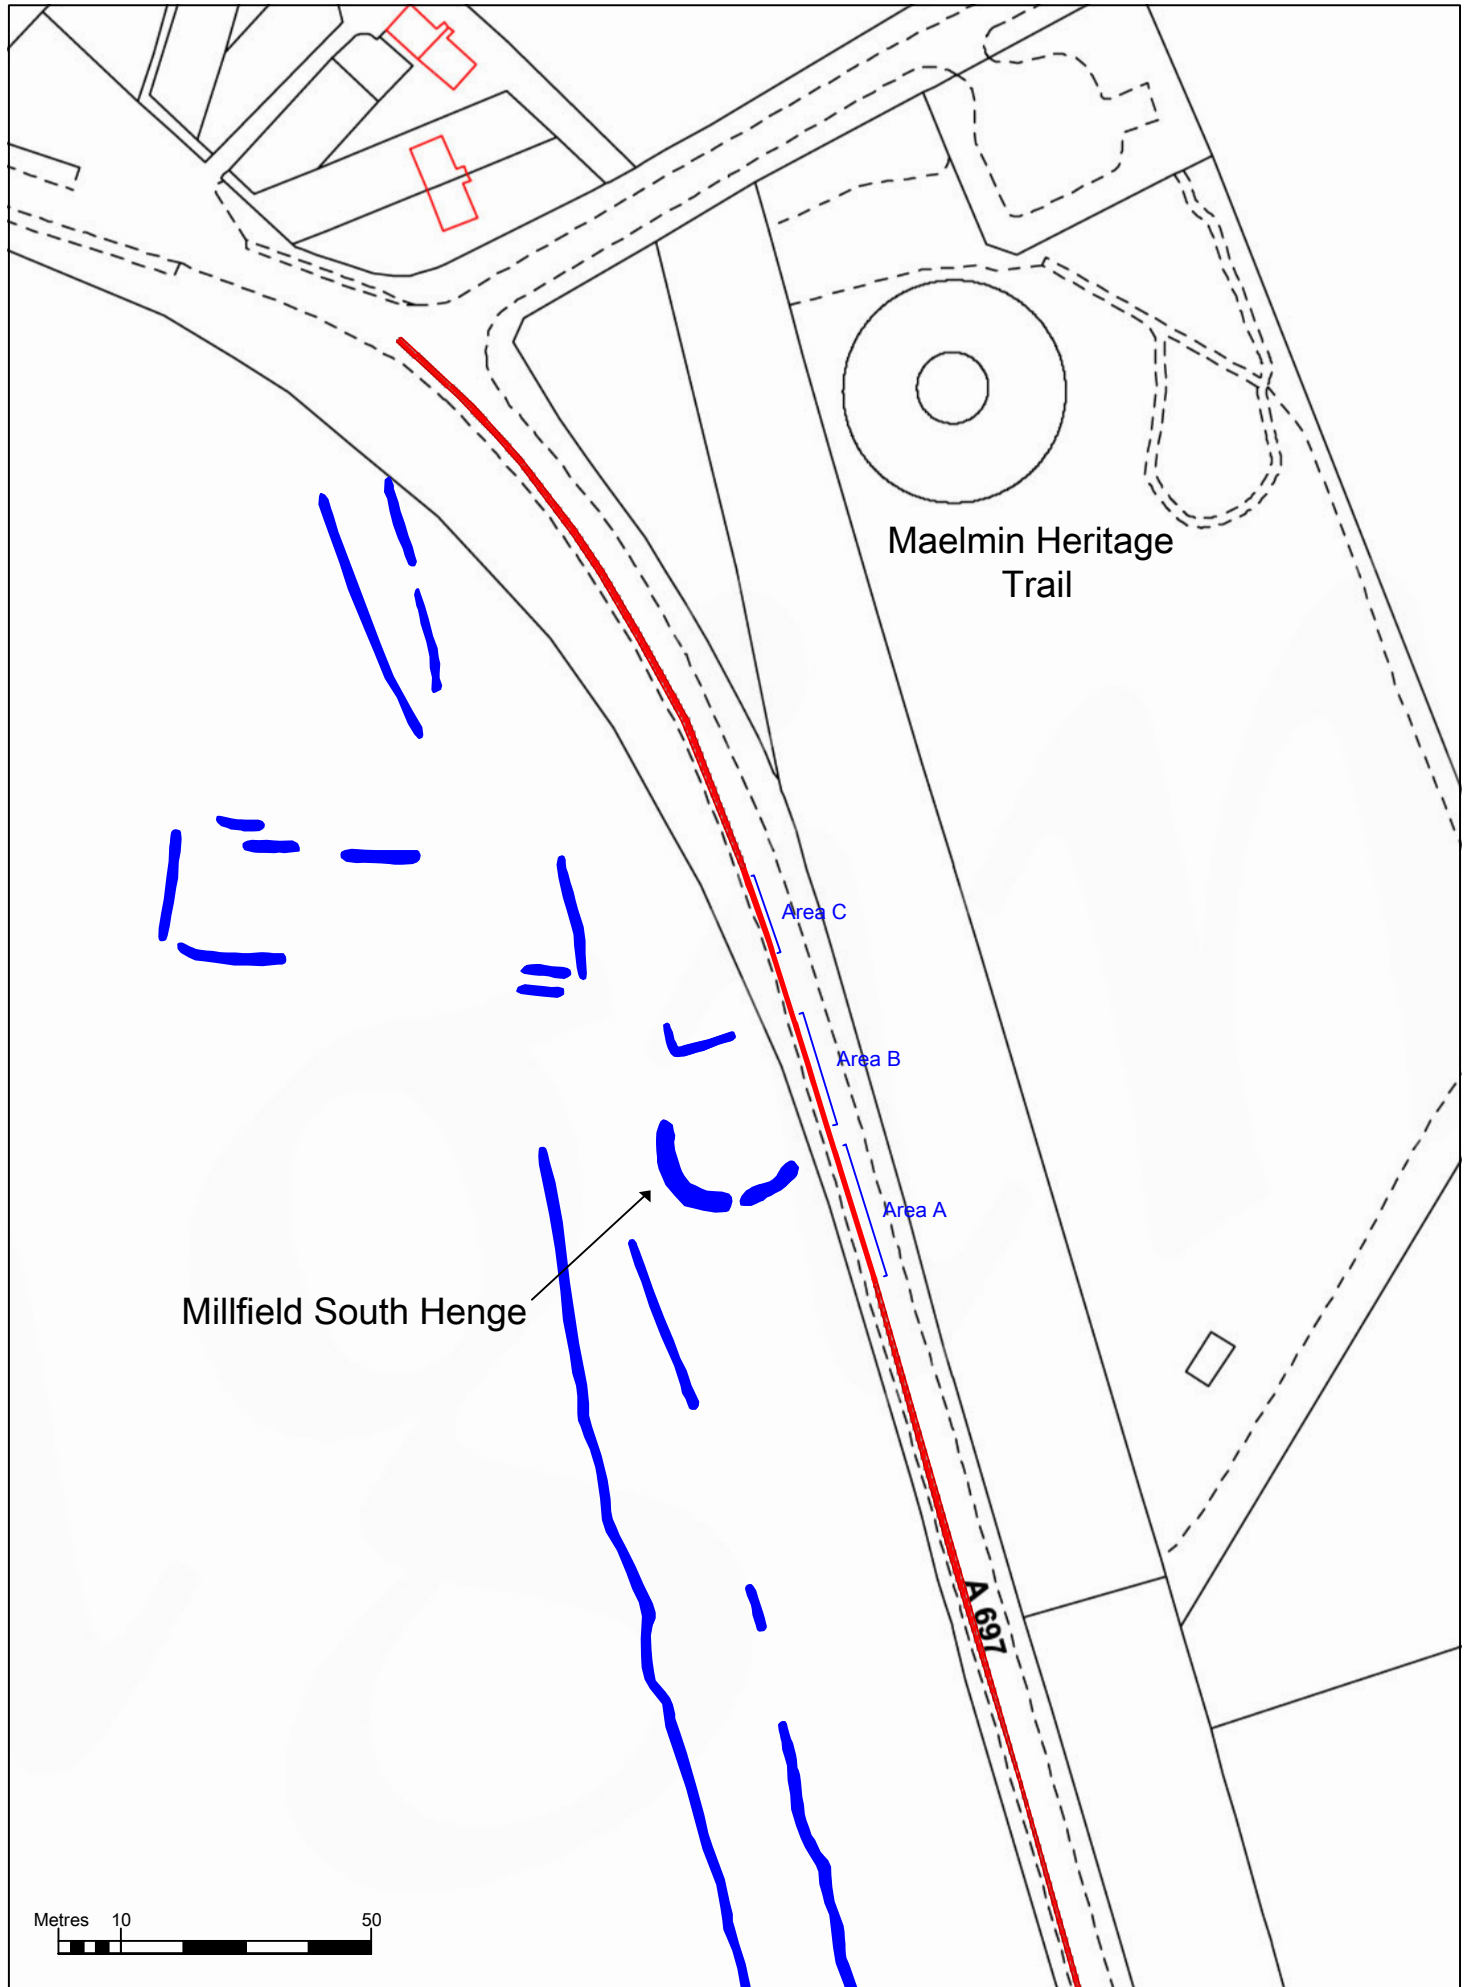 Maelmin Heritage
Trail
Area C
Area B
Area A
Millfield South Henge
A 697
Metres 10 50